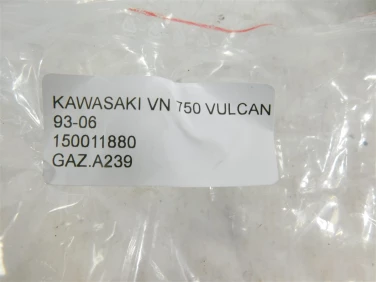 KAWASAKI VN 750 VULCAN
93-06
150011880
GAZ.A239